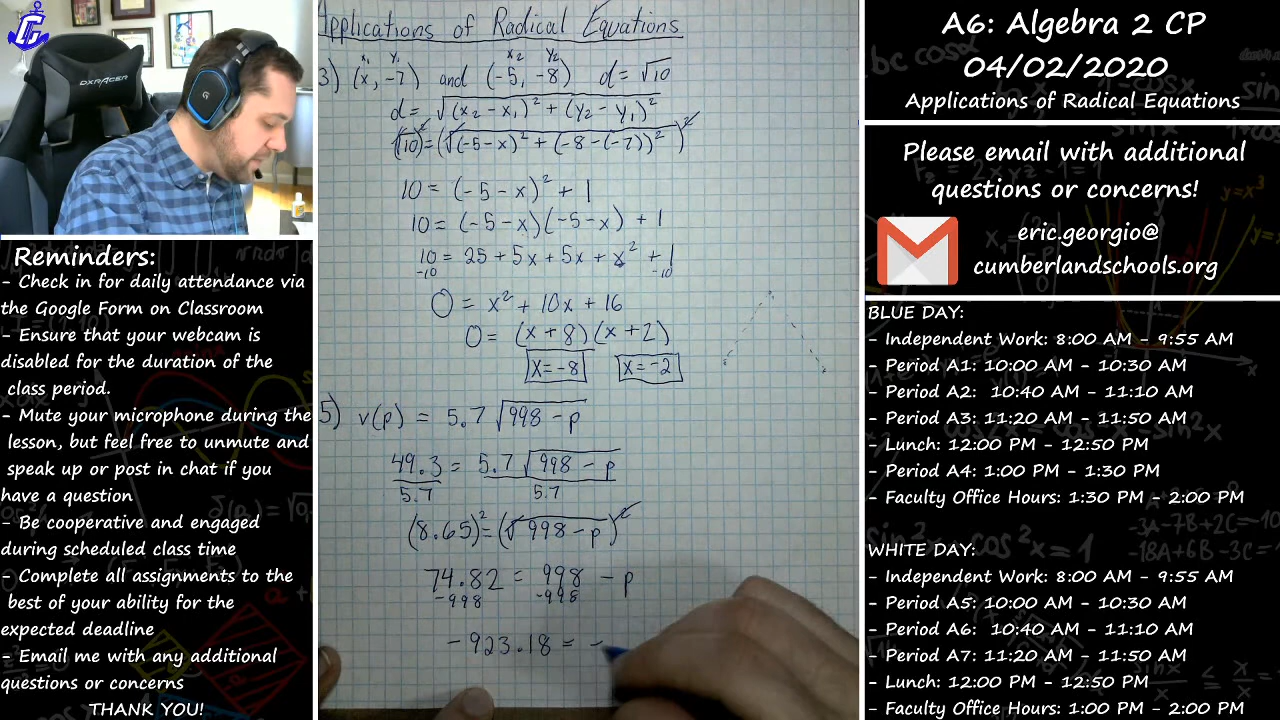 C
DXRACER
G
Reminders:
- Check in for daily attendance via
the Google Form on Classroom
- Ensure that your webcam is
disabled for the duration of the
class period.
- Mute your microphone during the
lesson, but feel free to unmute and
speak up or post in chat if you
have a question
- Be cooperative and engaged
during scheduled class time
- Complete all assignments to the
best of your ability for the
expected deadline
- Email me with any additional
questions or concerns
THANK YOU!
Applications of Radical Equations
x₁ y₁ x₂ y₂
3) (x, -7) and (-5, -8) d = √10
d = √(x₂ - x₁)² + (y₂ - y₁)²
(√10)² = (√(-5-x)² + (-8-(-7))²)²
10 = (-5-x)² + 1
10 = (-5-x)(-5-x) + 1
10 = 25 + 5x + 5x + x² + 1
-10 -10
0 = x² + 10x + 16
0 = (x + 8)(x + 2)
x = -8 x = -2
5) v(p) = 5.7 √998 - p
49.3 = 5.7 √998 - p
5.7 5.7
(8.65)² = (√998 - p)²
74.82 = 998 - p
-998 -998
-923.18 = -
A6: Algebra 2 CP
04/02/2020
Applications of Radical Equations
Please email with additional
questions or concerns!
eric.georgio@
cumberlandschools.org
BLUE DAY:
- Independent Work: 8:00 AM - 9:55 AM
- Period A1: 10:00 AM - 10:30 AM
- Period A2: 10:40 AM - 11:10 AM
- Period A3: 11:20 AM - 11:50 AM
- Lunch: 12:00 PM - 12:50 PM
- Period A4: 1:00 PM - 1:30 PM
- Faculty Office Hours: 1:30 PM - 2:00 PM
WHITE DAY:
- Independent Work: 8:00 AM - 9:55 AM
- Period A5: 10:00 AM - 10:30 AM
- Period A6: 10:40 AM - 11:10 AM
- Period A7: 11:20 AM - 11:50 AM
- Lunch: 12:00 PM - 12:50 PM
- Faculty Office Hours: 1:00 PM - 2:00 PM